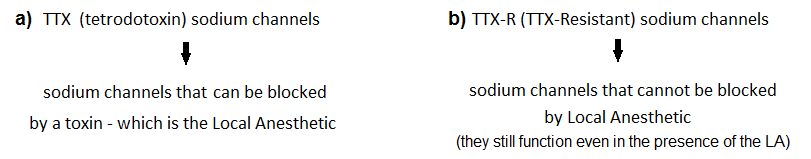 a) TTX (tetrodotoxin) sodium channels
sodium channels that can be blocked
by a toxin - which is the Local Anesthetic
b) TTX-R (TTX-Resistant) sodium channels
sodium channels that cannot be blocked
by Local Anesthetic
(they still function even in the presence of the LA)